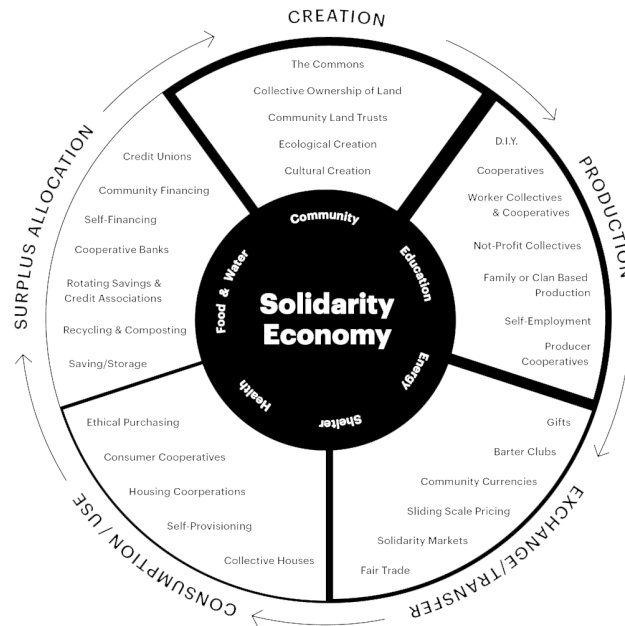 CREATION
The Commons
Collective Ownership of Land
Community Land Trusts
Ecological Creation
Cultural Creation
PRODUCTION
D.I.Y.
Cooperatives
Worker Collectives
& Cooperatives
Not-Profit Collectives
Family or Clan Based
Production
Self-Employment
Producer
Cooperatives
EXCHANGE/TRANSFER
Gifts
Barter Clubs
Community Currencies
Sliding Scale Pricing
Solidarity Markets
Fair Trade
CONSUMPTION / USE
Ethical Purchasing
Consumer Cooperatives
Housing Coorperations
Self-Provisioning
Collective Houses
SURPLUS ALLOCATION
Credit Unions
Community Financing
Self-Financing
Cooperative Banks
Rotating Savings &
Credit Associations
Recycling & Composting
Saving/Storage
Solidarity
Economy
Community
Education
Energy
Shelter
Health
Food & Water